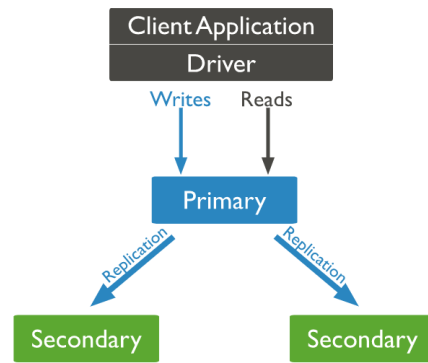 Client Application
Driver
Writes Reads
Primary
Replication Replication
Secondary Secondary